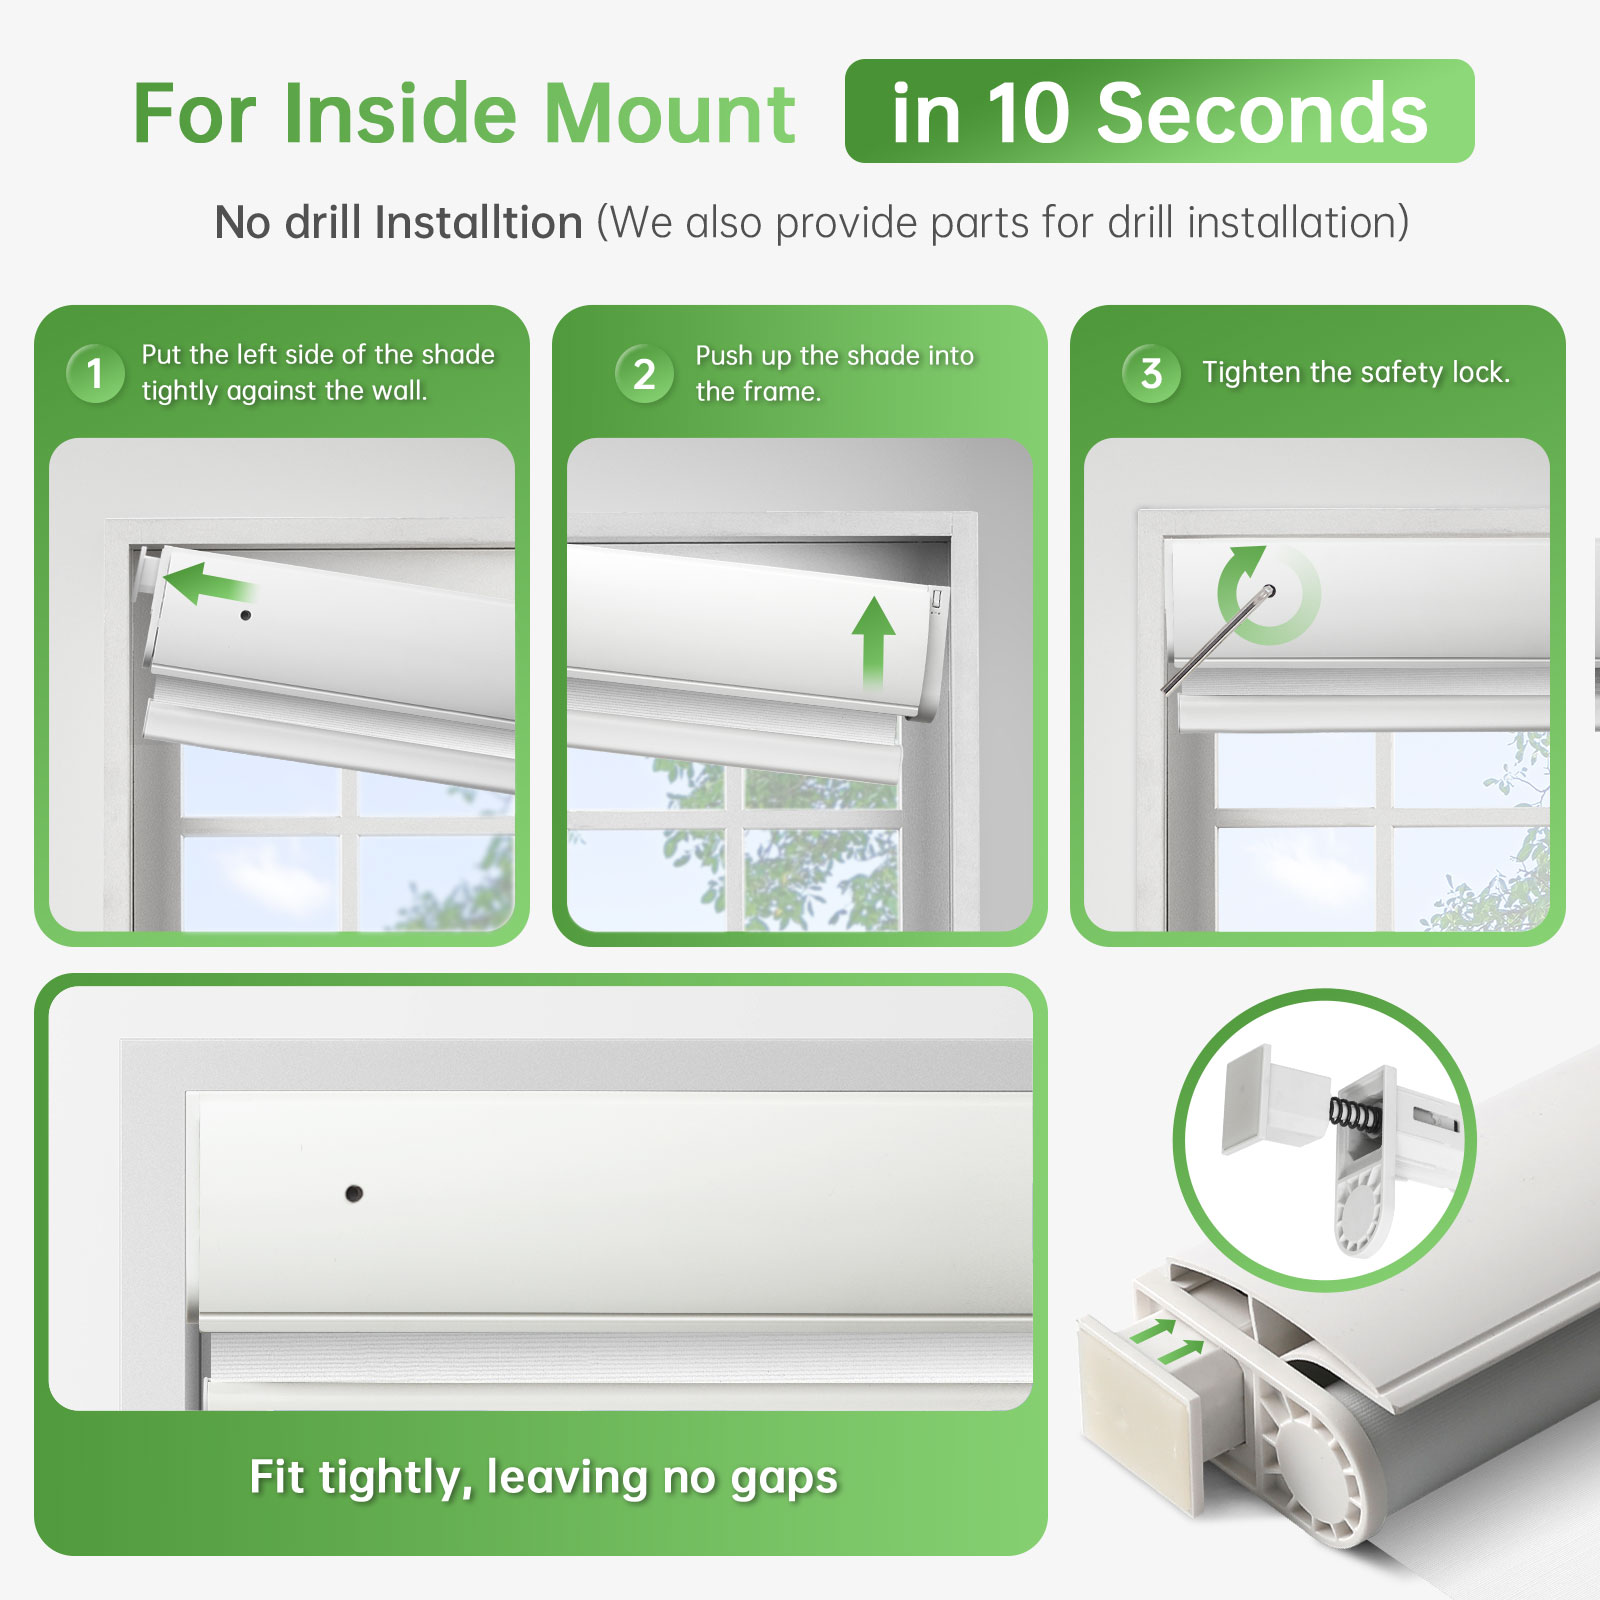 For Inside Mount in 10 Seconds
No drill Installtion (We also provide parts for drill installation)
1
Put the left side of the shade
tightly against the wall.
2
Push up the shade into
the frame.
3
Tighten the safety lock.
Fit tightly, leaving no gaps